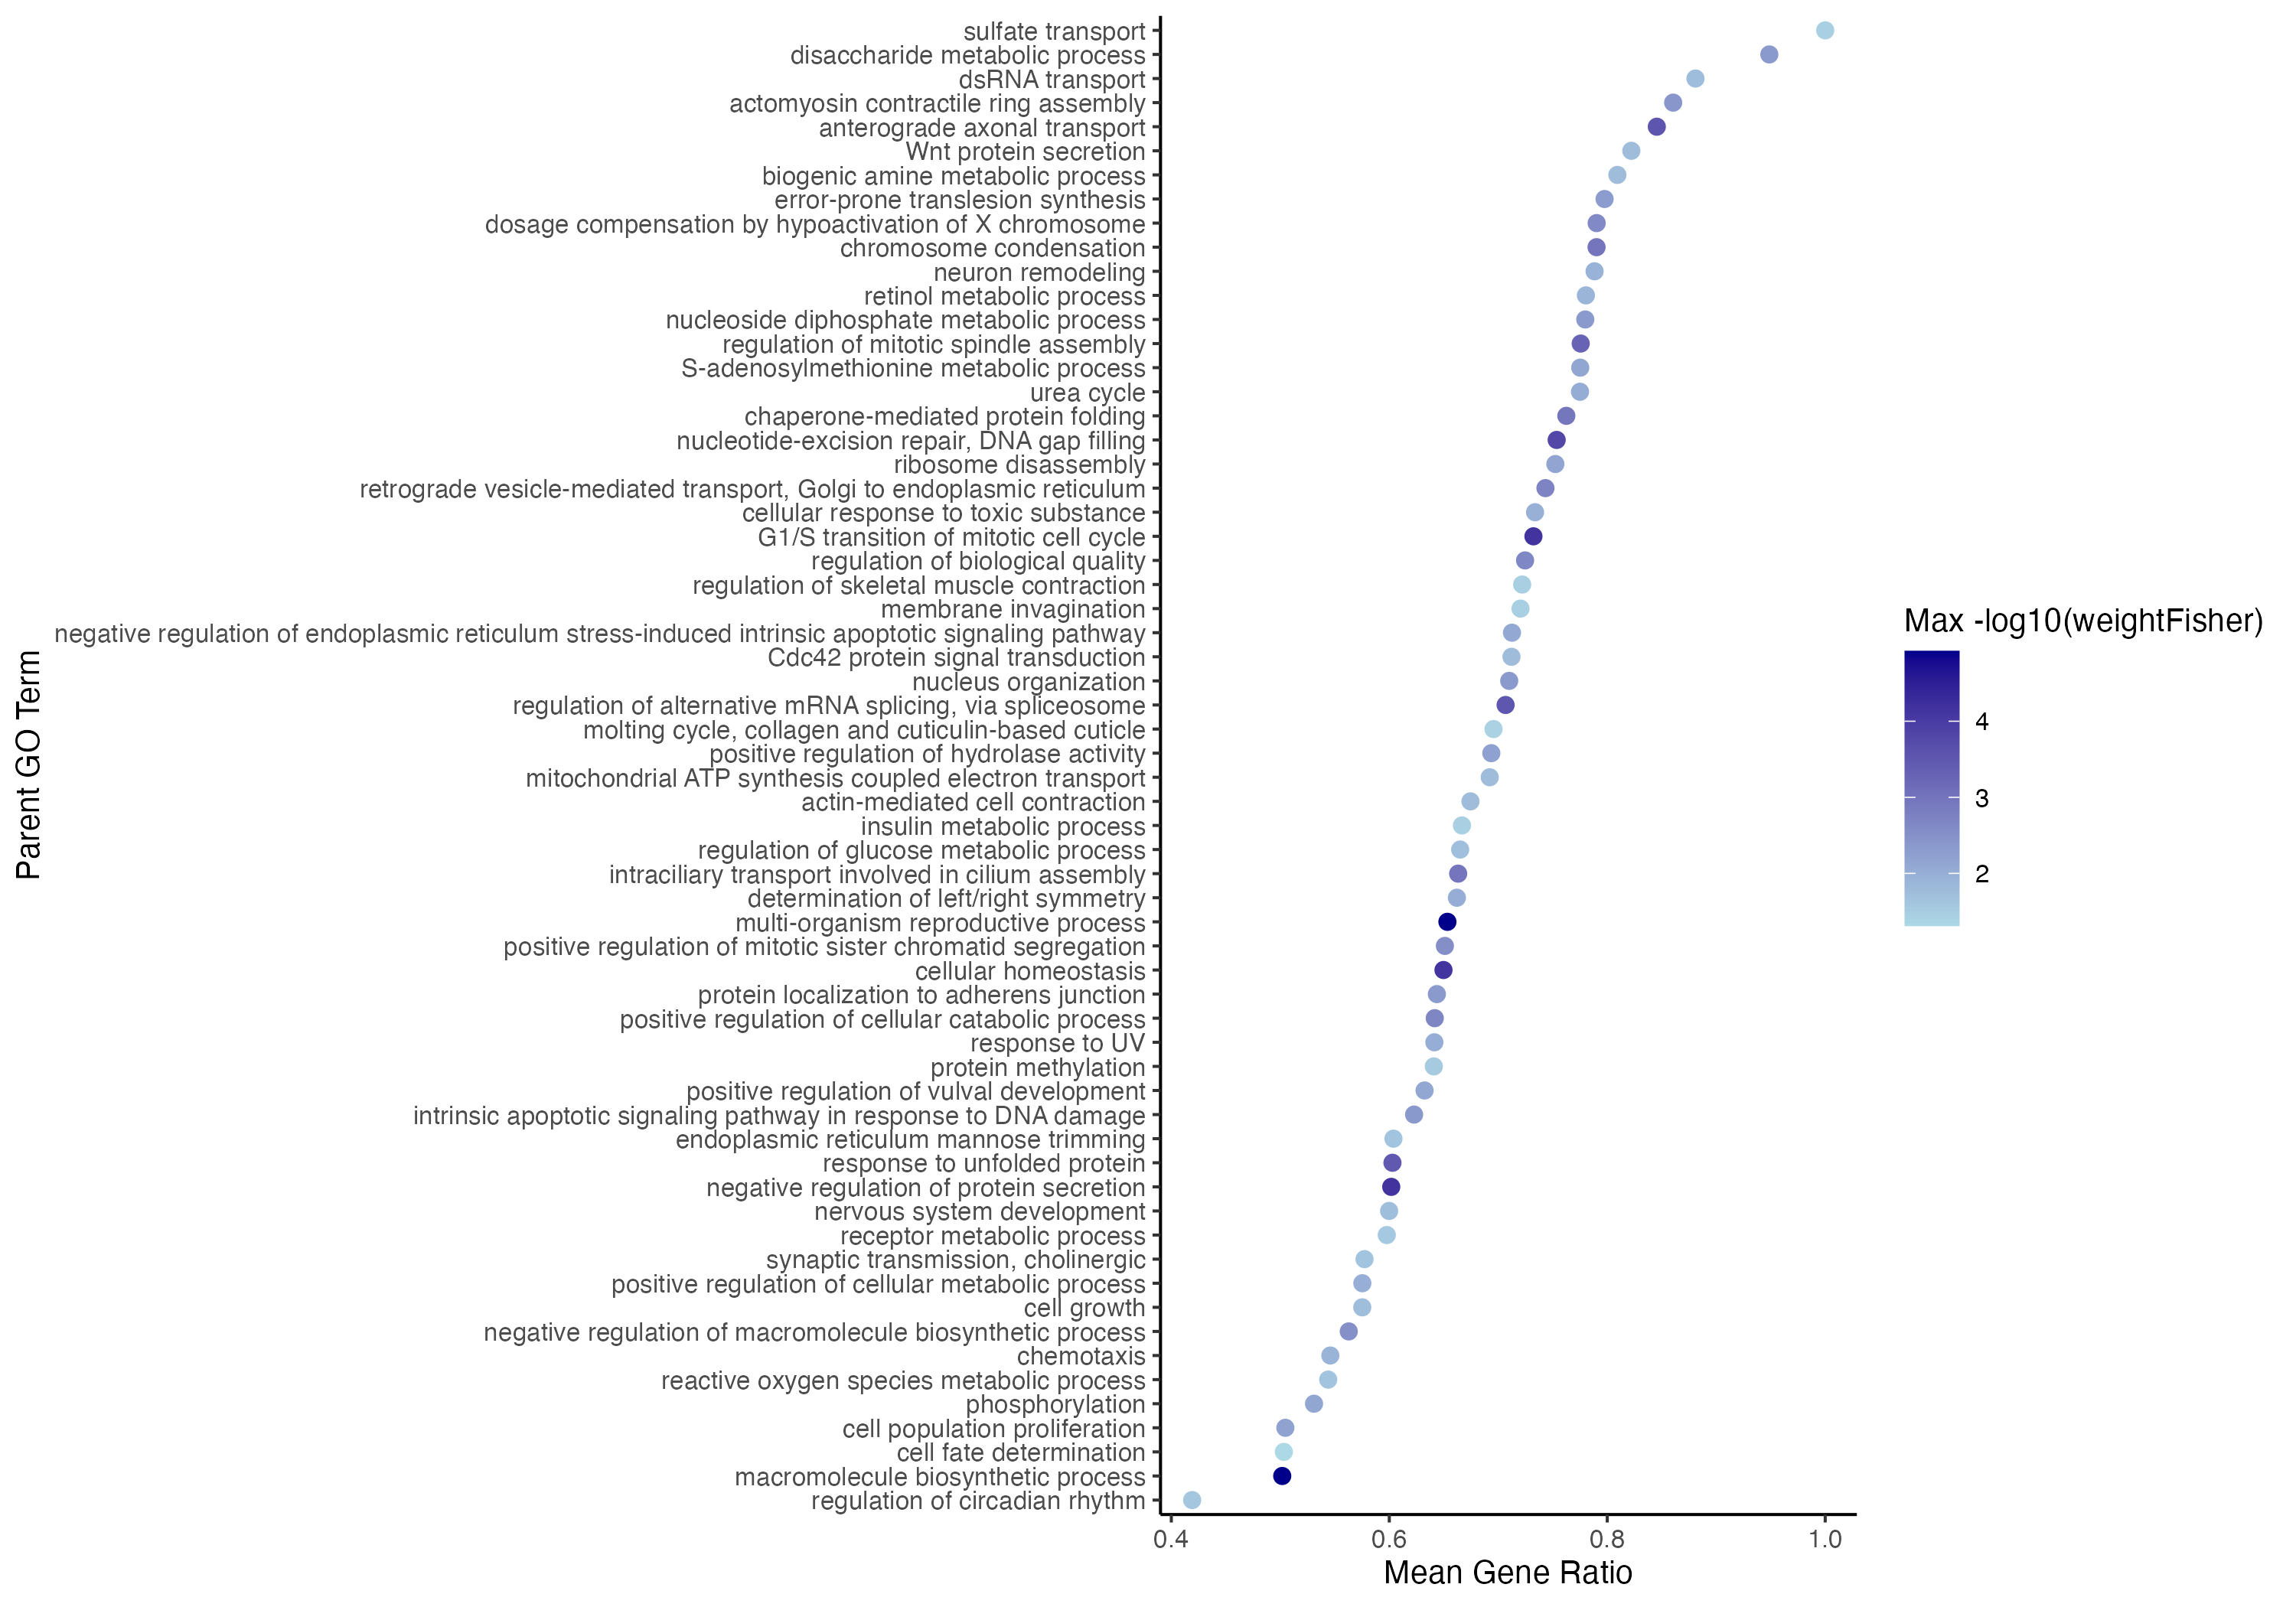 sulfate transport
disaccharide metabolic process
dsRNA transport
actomyosin contractile ring assembly
anterograde axonal transport
Wnt protein secretion
biogenic amine metabolic process
error-prone translesion synthesis
dosage compensation by hypoactivation of X chromosome
chromosome condensation
neuron remodeling
retinol metabolic process
nucleoside diphosphate metabolic process
regulation of mitotic spindle assembly
S-adenosylmethionine metabolic process
urea cycle
chaperone-mediated protein folding
nucleotide-excision repair, DNA gap filling
ribosome disassembly
retrograde vesicle-mediated transport, Golgi to endoplasmic reticulum
cellular response to toxic substance
G1/S transition of mitotic cell cycle
regulation of biological quality
regulation of skeletal muscle contraction
membrane invagination
negative regulation of endoplasmic reticulum stress-induced intrinsic apoptotic signaling pathway
Cdc42 protein signal transduction
nucleus organization
regulation of alternative mRNA splicing, via spliceosome
molting cycle, collagen and cuticulin-based cuticle
positive regulation of hydrolase activity
mitochondrial ATP synthesis coupled electron transport
actin-mediated cell contraction
insulin metabolic process
regulation of glucose metabolic process
intraciliary transport involved in cilium assembly
determination of left/right symmetry
multi-organism reproductive process
positive regulation of mitotic sister chromatid segregation
cellular homeostasis
protein localization to adherens junction
positive regulation of cellular catabolic process
response to UV
protein methylation
positive regulation of vulval development
intrinsic apoptotic signaling pathway in response to DNA damage
endoplasmic reticulum mannose trimming
response to unfolded protein
negative regulation of protein secretion
nervous system development
receptor metabolic process
synaptic transmission, cholinergic
positive regulation of cellular metabolic process
cell growth
negative regulation of macromolecule biosynthetic process
chemotaxis
reactive oxygen species metabolic process
phosphorylation
cell population proliferation
cell fate determination
macromolecule biosynthetic process
regulation of circadian rhythm
Parent GO Term
0.4 0.6 0.8 1.0
Mean Gene Ratio
Max -log10(weightFisher)
4
3
2